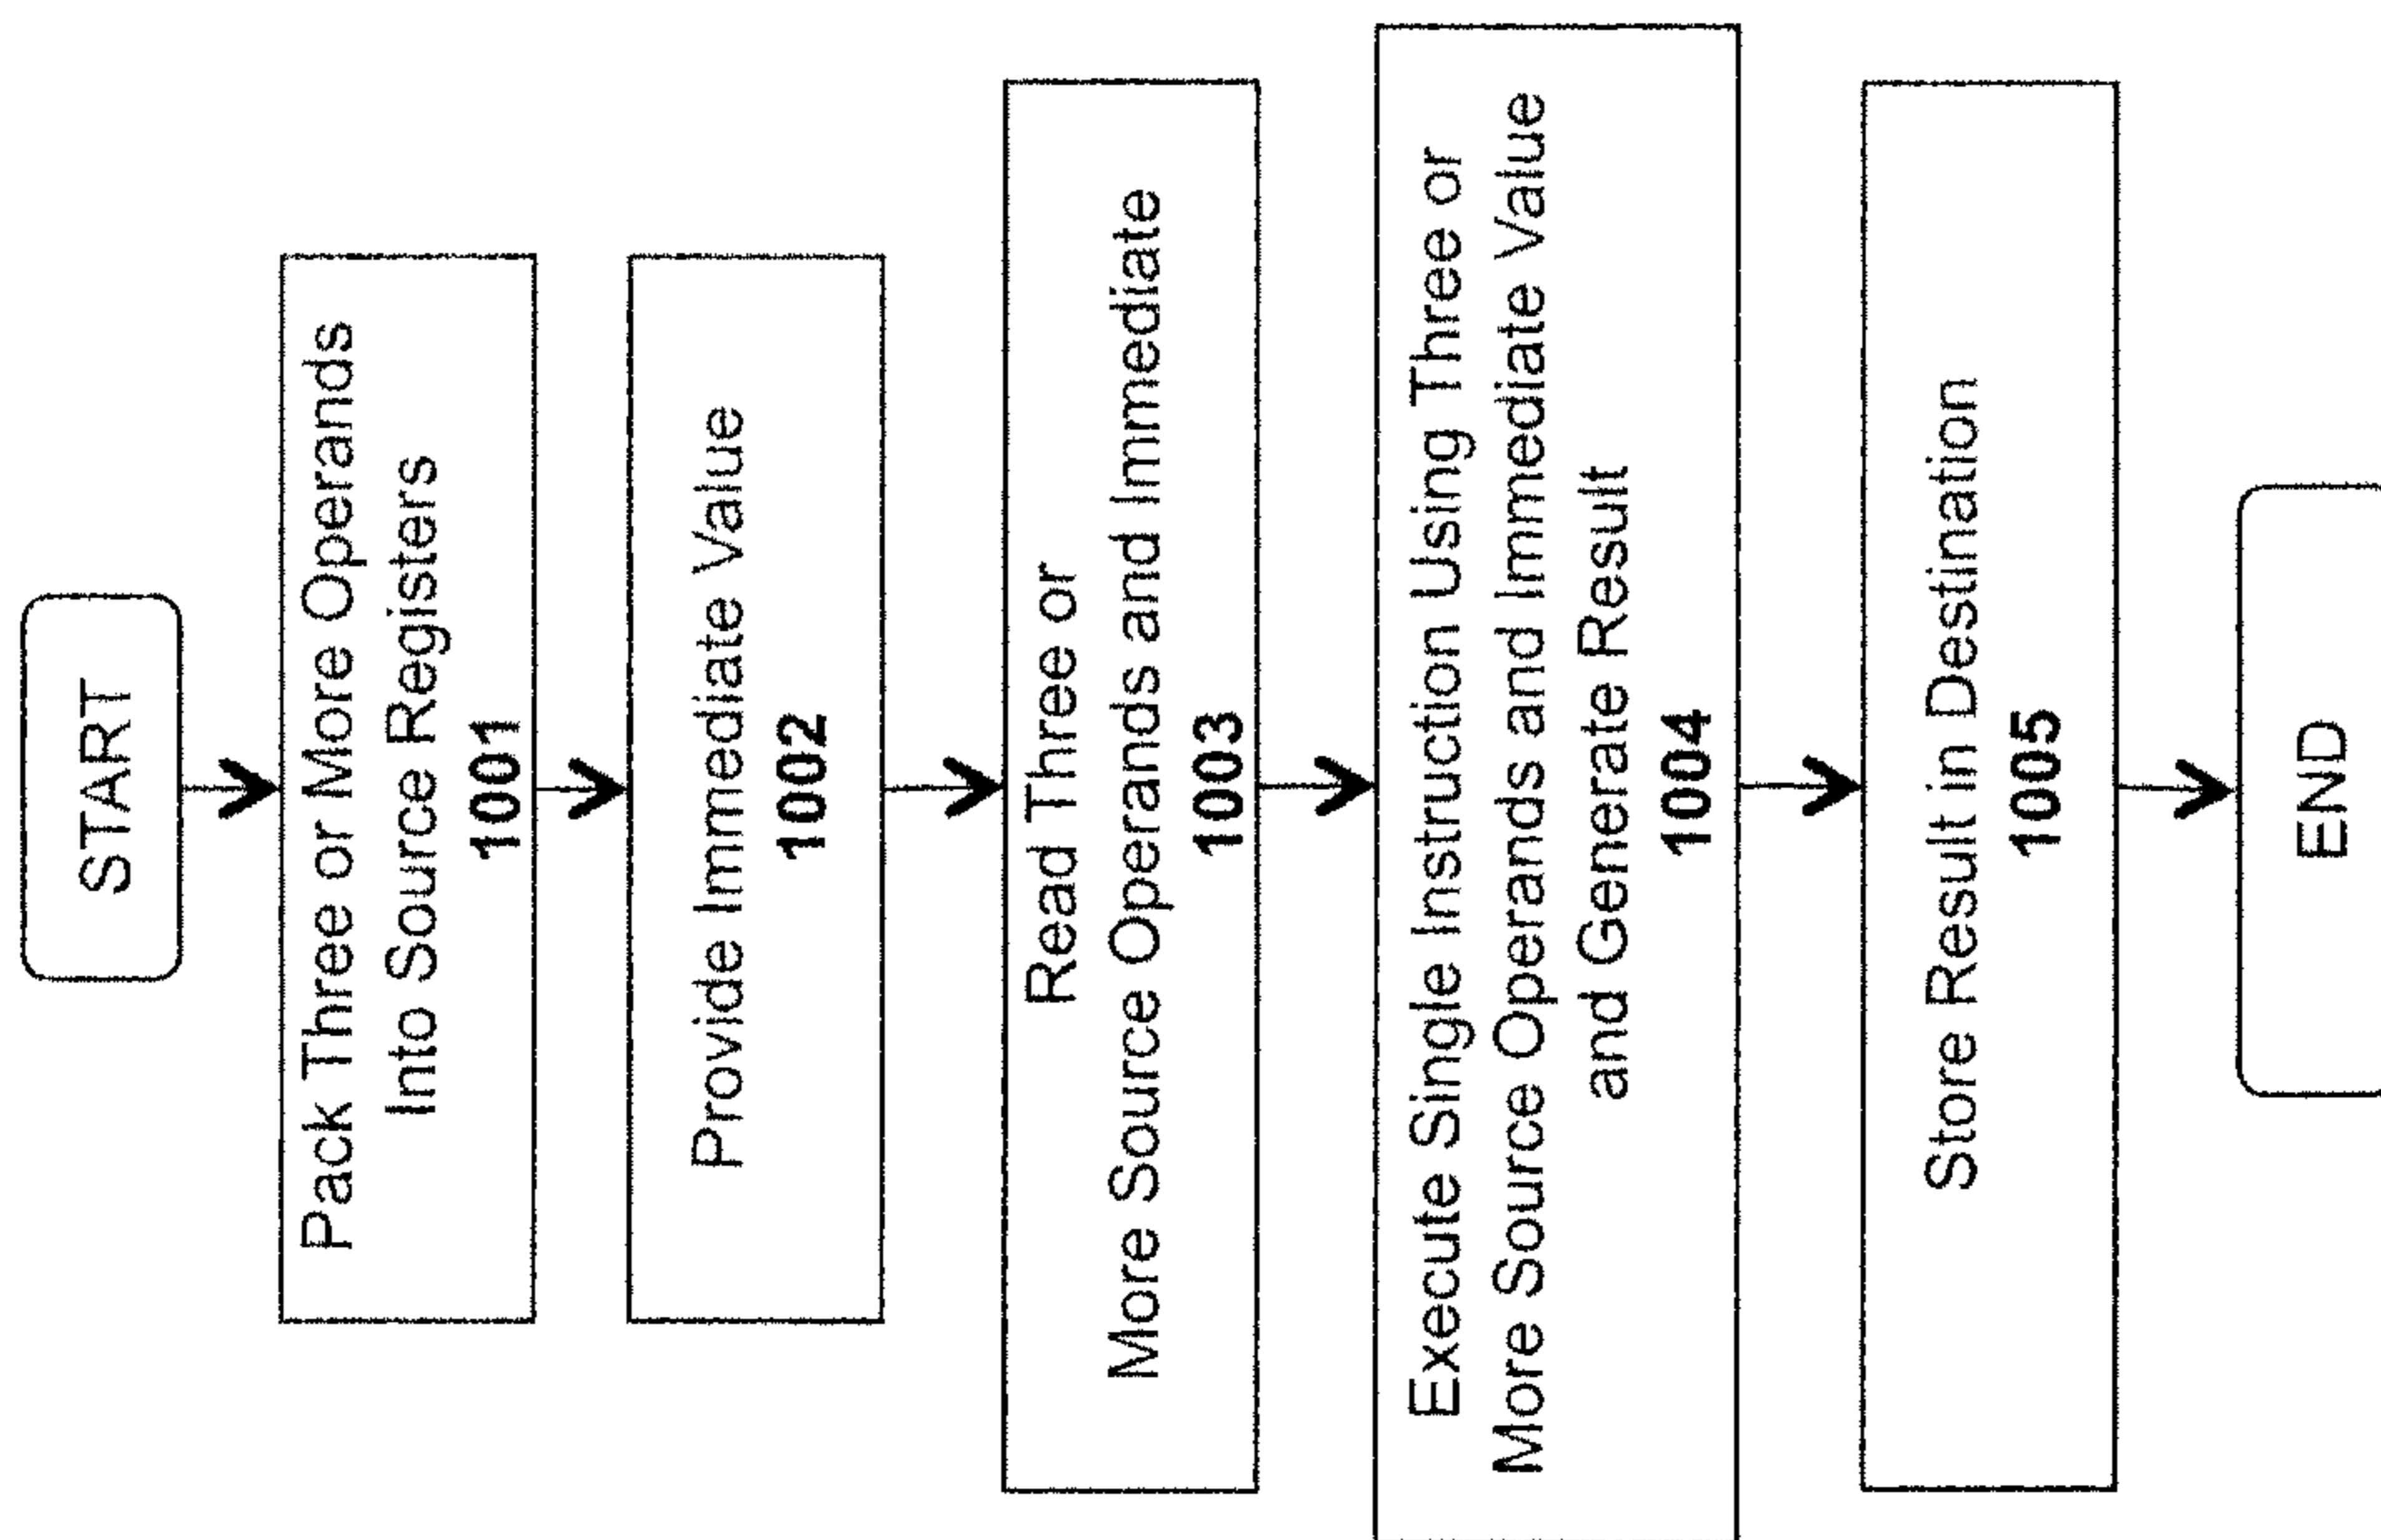 START
Pack Three or More Operands
Into Source Registers
1001
Provide Immediate Value
1002
Read Three or
More Source Operands and Immediate
1003
Execute Single Instruction Using Three or
More Source Operands and Immediate Value
and Generate Result
1004
Store Result in Destination
1005
END